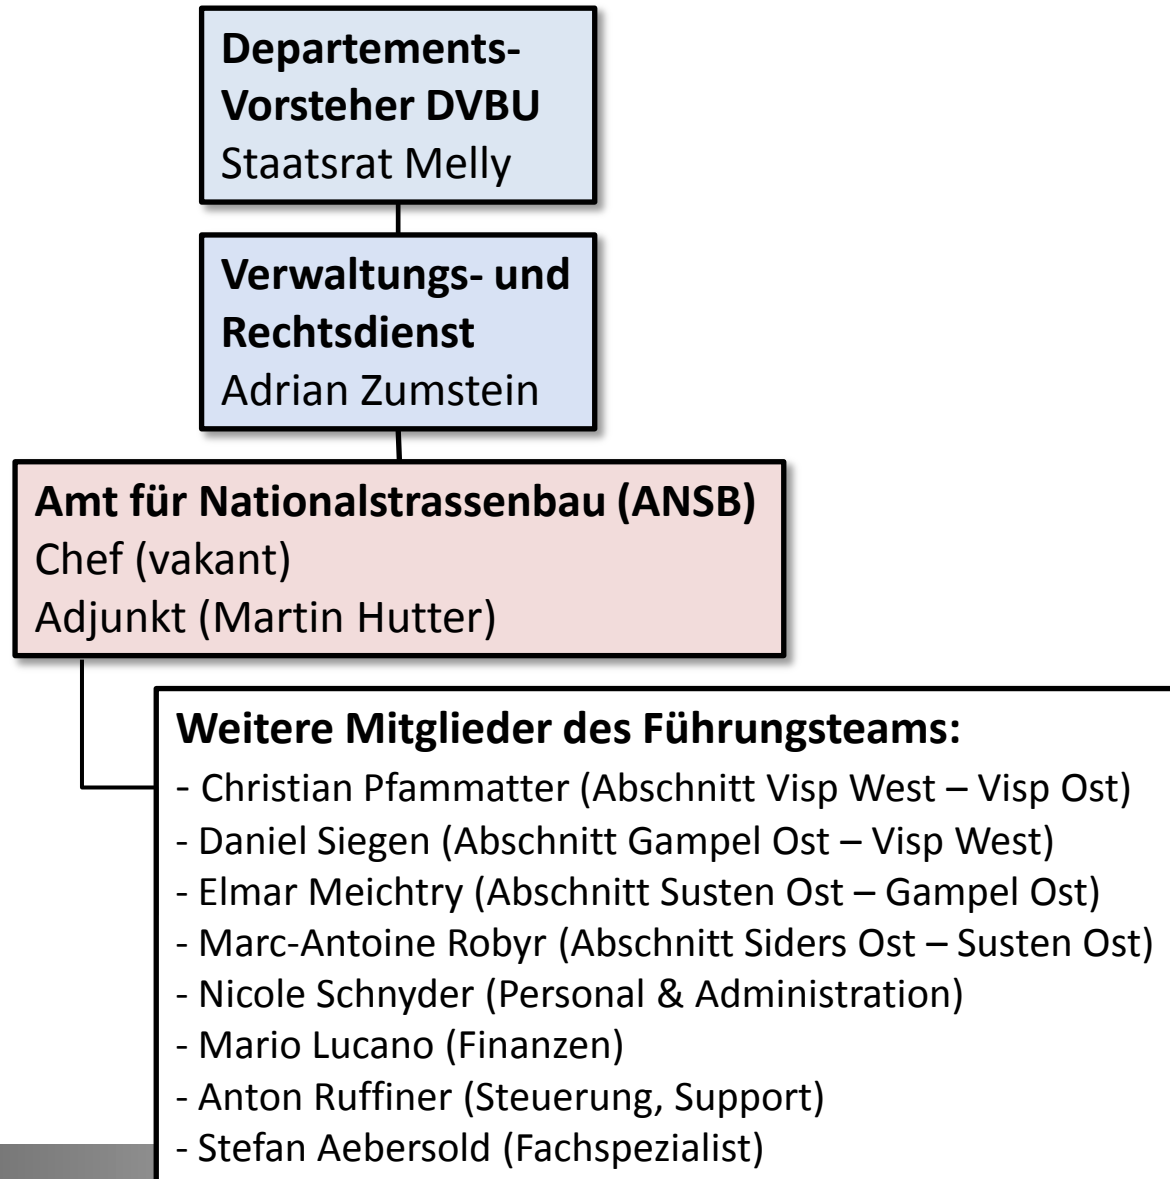 Departements-
Vorsteher DVBU
Staatsrat Melly
Verwaltungs- und
Rechtsdienst
Adrian Zumstein
Amt für Nationalstrassenbau (ANSB)
Chef (vakant)
Adjunkt (Martin Hutter)
Weitere Mitglieder des Führungsteams:
- Christian Pfammatter (Abschnitt Visp West – Visp Ost)
- Daniel Siegen (Abschnitt Gampel Ost – Visp West)
- Elmar Meichtry (Abschnitt Susten Ost – Gampel Ost)
- Marc-Antoine Robyr (Abschnitt Siders Ost – Susten Ost)
- Nicole Schnyder (Personal & Administration)
- Mario Lucano (Finanzen)
- Anton Ruffiner (Steuerung, Support)
- Stefan Aebersold (Fachspezialist)